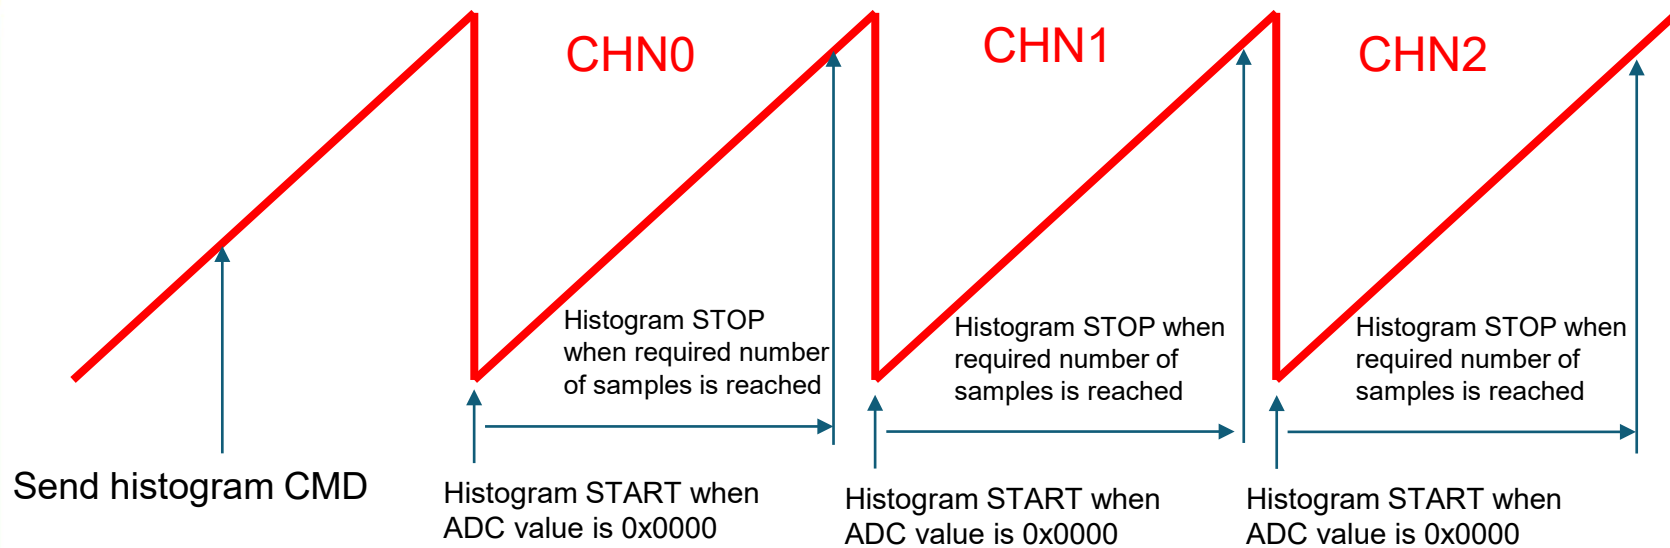 CHN0
CHN1
CHN2
Histogram STOP
when required number
of samples is reached
Histogram STOP when
required number of
samples is reached
Histogram STOP when
required number of
samples is reached
Send histogram CMD
Histogram START when
ADC value is 0x0000
Histogram START when
ADC value is 0x0000
Histogram START when
ADC value is 0x0000